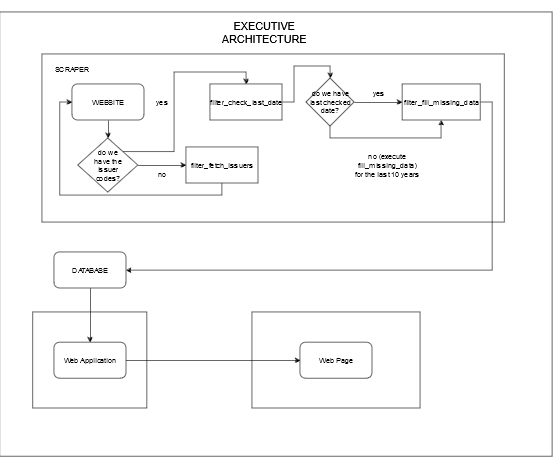 EXECUTIVE
ARCHITECTURE
SCRAPER
WEBSITE
yes
filter_check_last_date
do we have
last checked
date?
yes
filter_fill_missing_data
do we
have the
issuer
codes?
no
filter_fetch_issuers
no (execute
fill_missing_data)
for the last 10 years
DATABASE
Web Application
Web Page